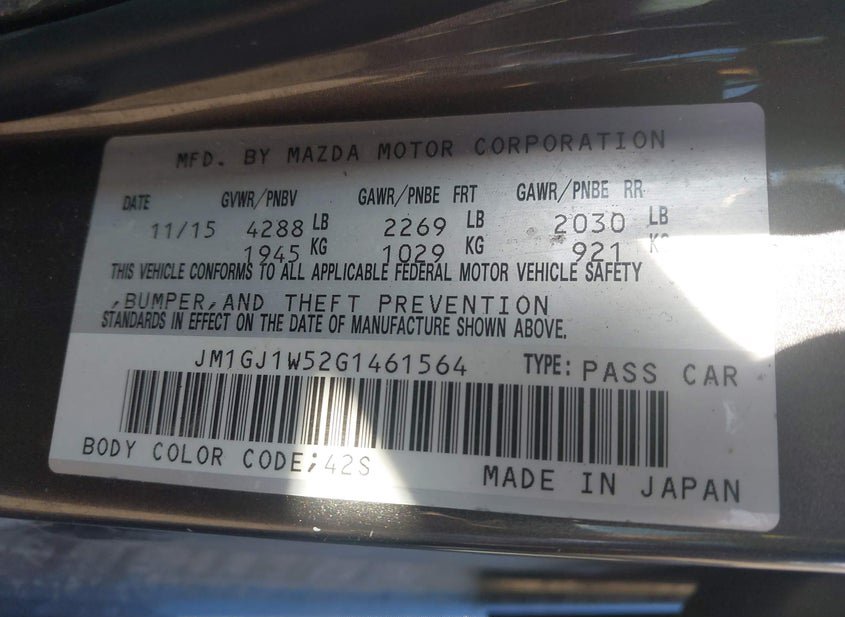 MFD. BY MAZDA MOTOR CORPORATION
DATE GVWR/PNBV GAWR/PNBE FRT GAWR/PNBE RR
11/15 4288 LB 2269 LB 2030 LB
1945 KG 1029 KG 921 KG
THIS VEHICLE CONFORMS TO ALL APPLICABLE FEDERAL MOTOR VEHICLE SAFETY
,BUMPER,AND THEFT PREVENTION
STANDARDS IN EFFECT ON THE DATE OF MANUFACTURE SHOWN ABOVE.
JM1GJ1W52G1461564 TYPE: PASS CAR
BODY COLOR CODE;42S
MADE IN JAPAN